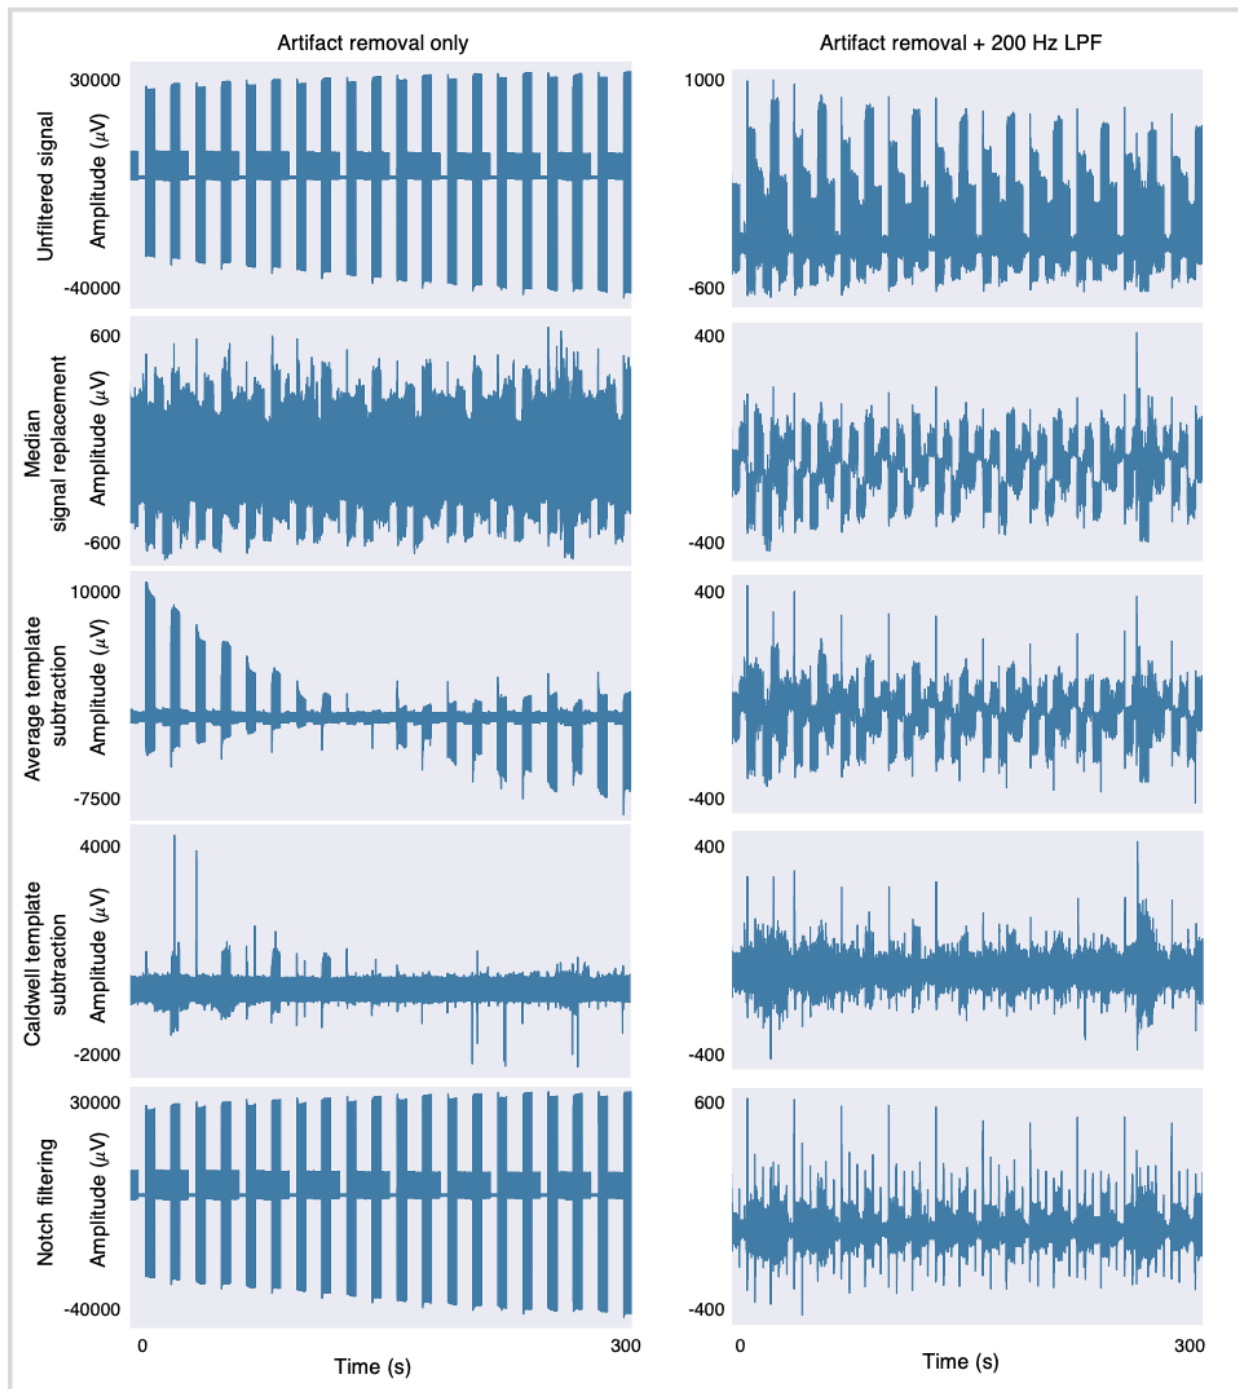 Artifact removal only
Artifact removal + 200 Hz LPF
Unfiltered signal
Amplitude (μV)
30000
-40000
1000
-600
Median
signal replacement
Amplitude (μV)
600
-600
400
-400
Average template
subtraction
Amplitude (μV)
10000
-7500
400
-400
Caldwell template
subtraction
Amplitude (μV)
4000
-2000
400
-400
Notch filtering
Amplitude (μV)
30000
-40000
600
-400
0
300
Time (s)
0
300
Time (s)